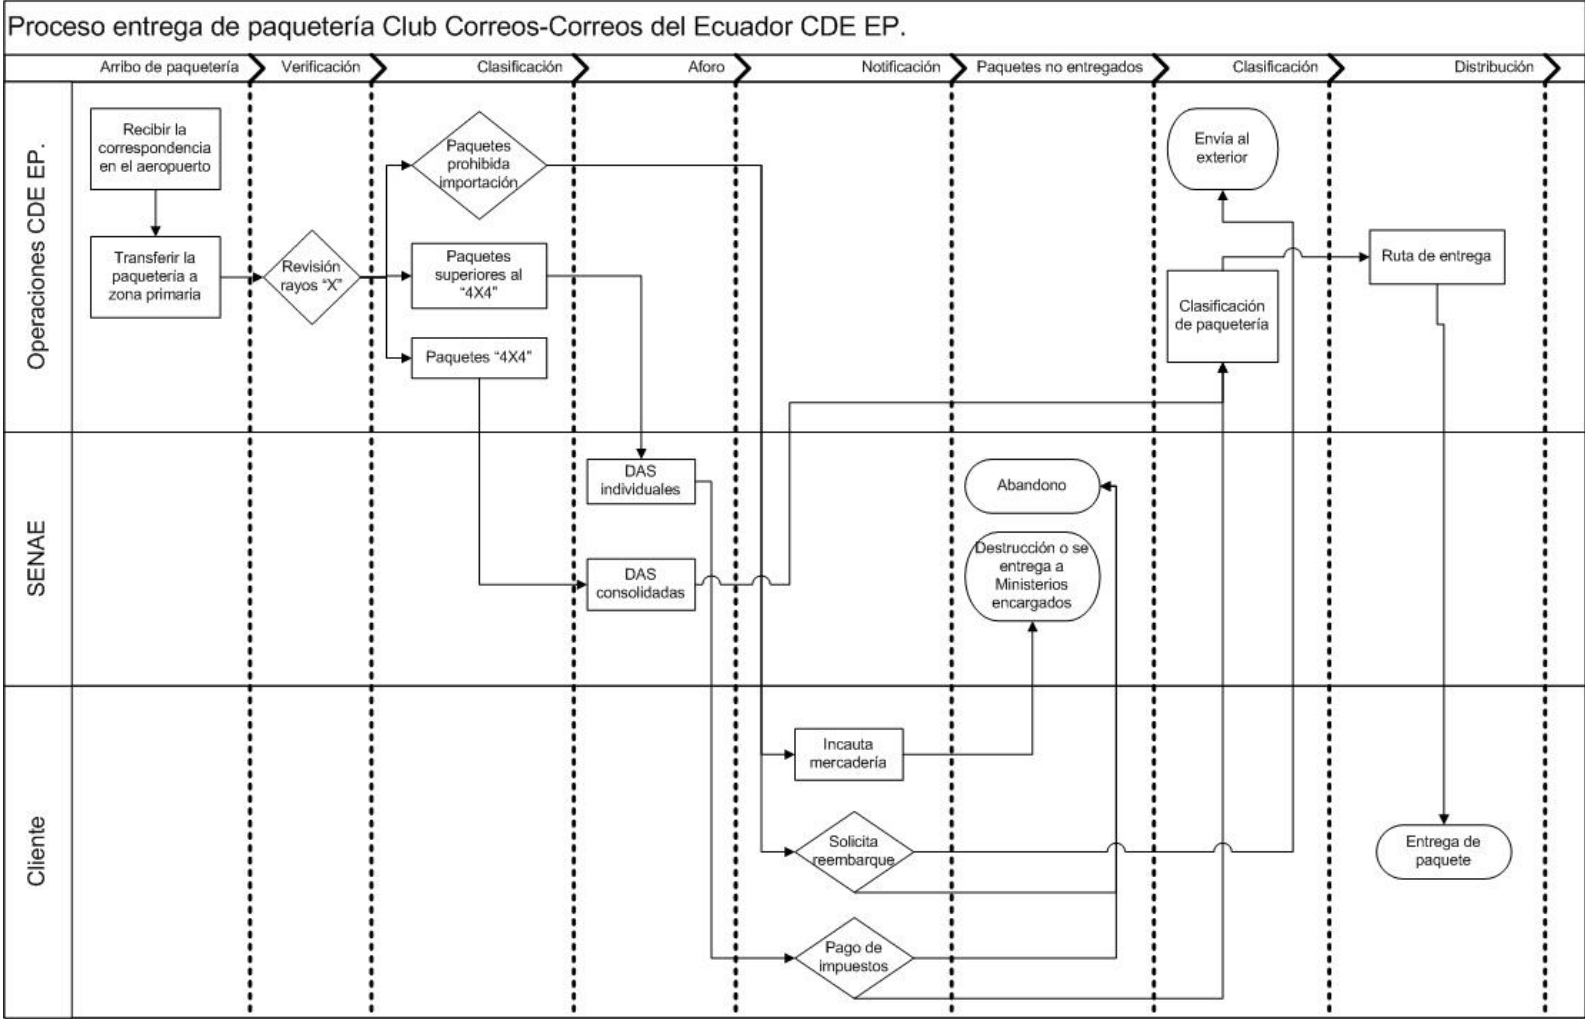 Proceso entrega de paquetería Club Correos-Correos del Ecuador CDE EP.
Arribo de paquetería
Verificación
Clasificación
Aforo
Notificación
Paquetes no entregados
Clasificación
Distribución
Operaciones CDE EP.
Recibir la
correspondencia
en el aeropuerto
Transferir la
paquetería a
zona primaria
Revisión
rayos “X”
Paquetes
prohibida
importación
Paquetes
superiores al
“4X4”
Paquetes “4X4”
Envía al
exterior
Clasificación
de paquetería
Ruta de entrega
SENAE
DAS
individuales
DAS
consolidadas
Abandono
Destrucción o se
entrega a
Ministerios
encargados
Cliente
Incauta
mercadería
Solicita
reembarque
Pago de
impuestos
Entrega de
paquete